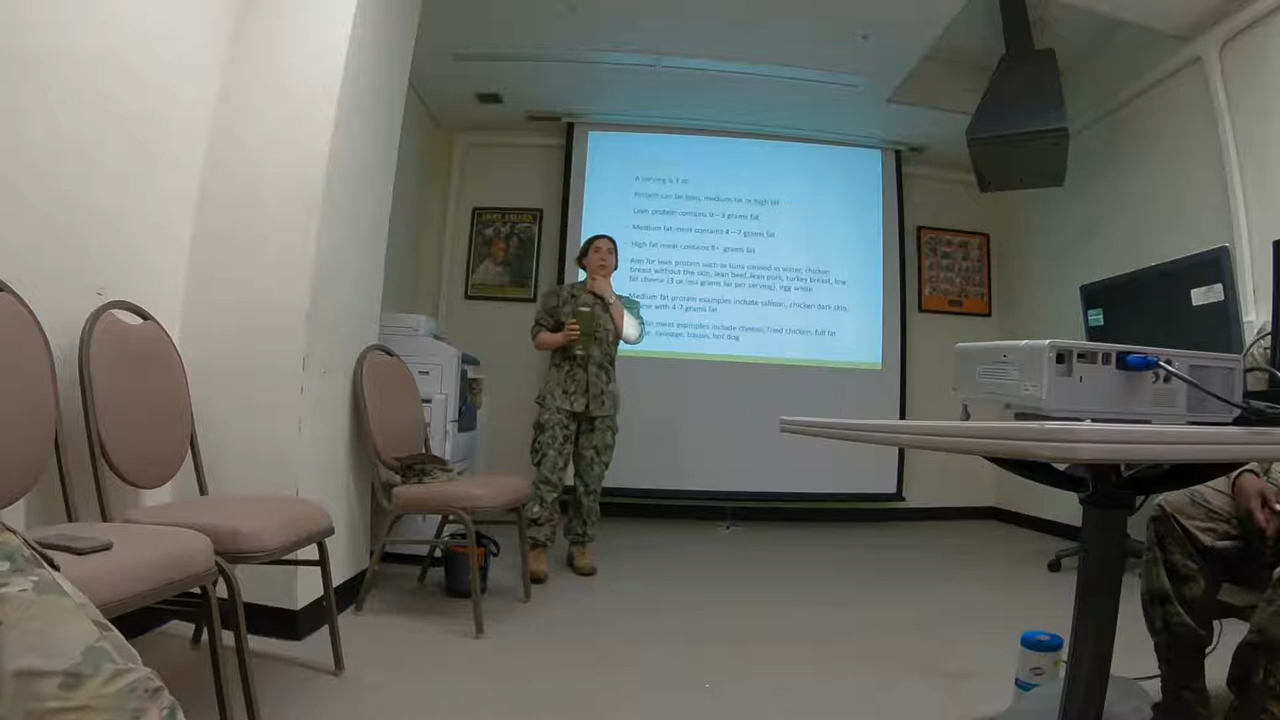 A serving is 3 oz
Protein can be lean, medium fat or high fat
Lean protein contains 0 – 3 grams fat
Medium fat meat contains 4 – 7 grams fat
High fat meat contains 8+ grams fat
Aim for lean protein such as tuna canned in water, chicken
breast without the skin, lean beef, lean pork, turkey breast, low
fat cheese (3 or less grams fat per serving), egg white
Medium fat protein examples include salmon, chicken dark skin,
with 4-7 grams fat
meat examples include cheese, fried chicken, full fat
sausage, bacon, hot dog